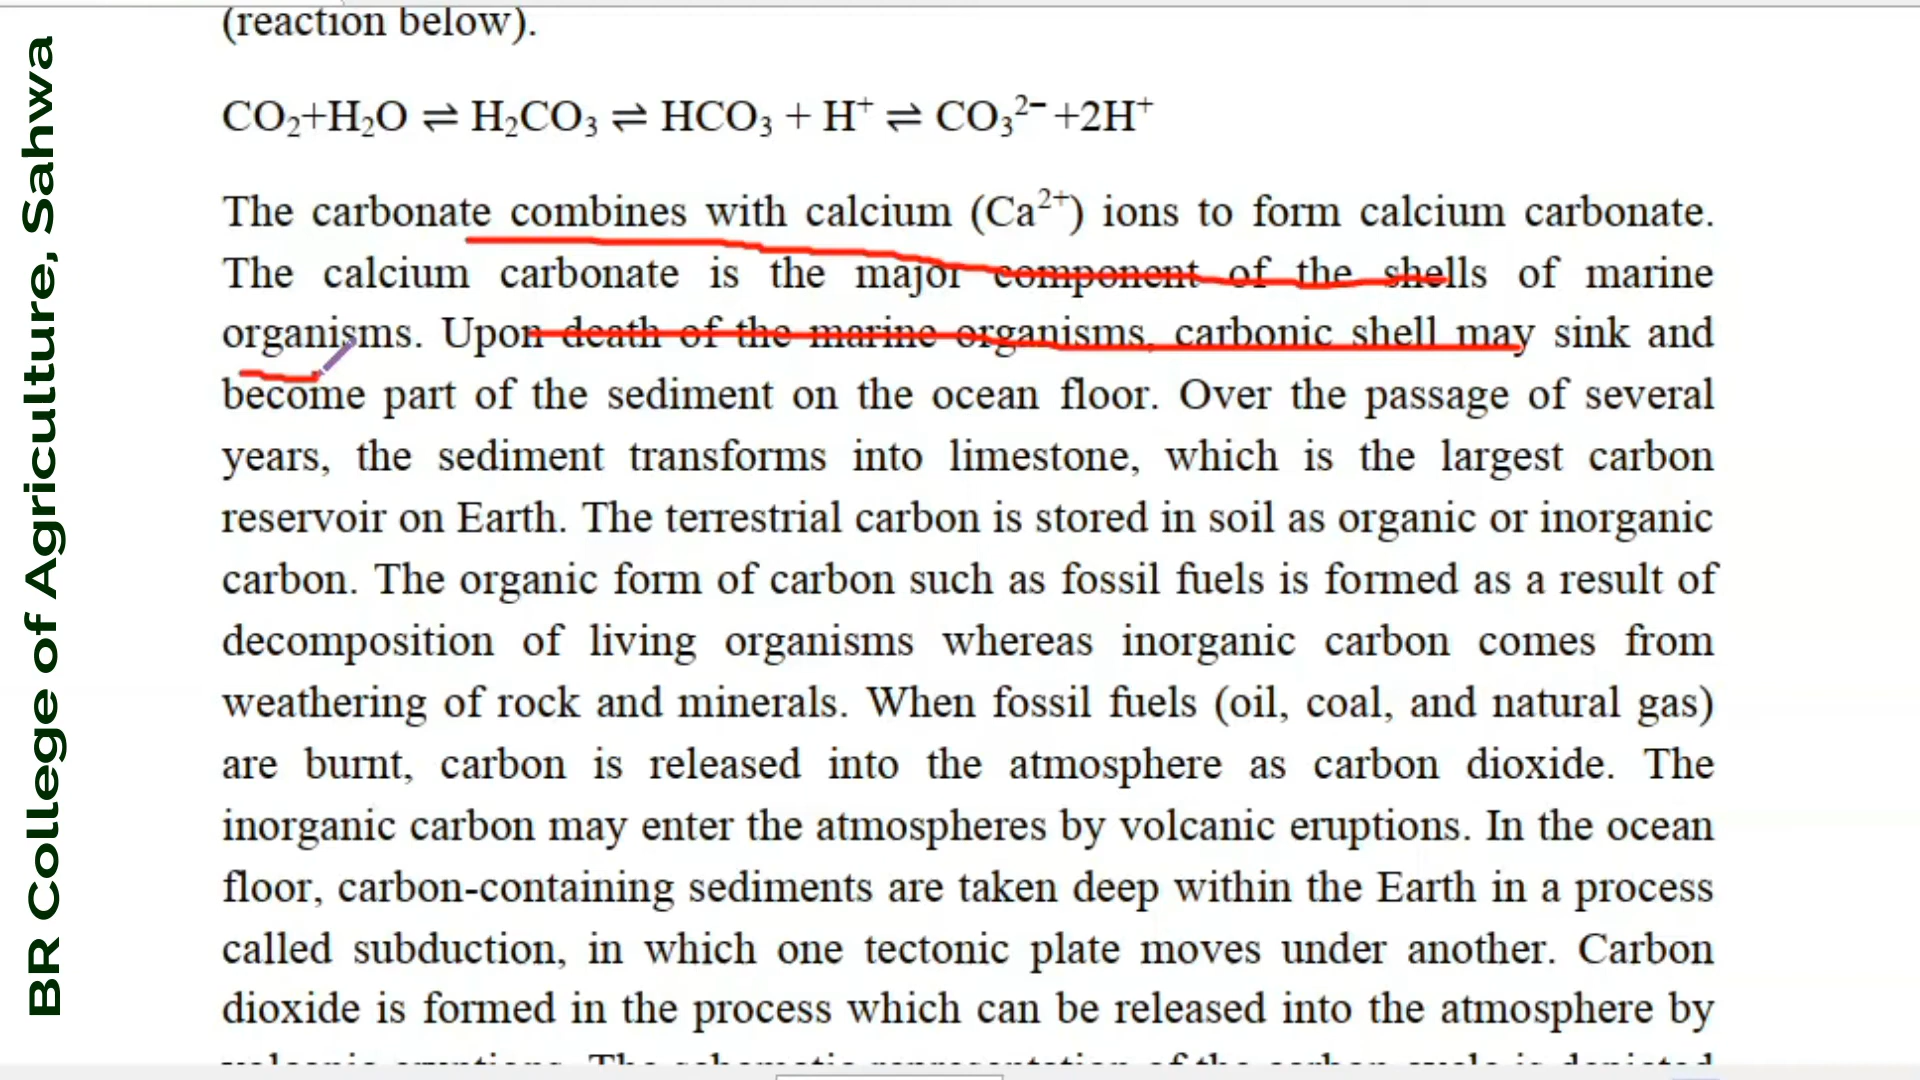 BR College of Agriculture, Sahwa
(reaction below).
CO₂+H₂O ⇌ H₂CO₃ ⇌ HCO₃ + H⁺ ⇌ CO₃²⁻ +2H⁺
The carbonate combines with calcium (Ca²⁺) ions to form calcium carbonate.
The calcium carbonate is the major component of the shells of marine
organisms. Upon death of the marine organisms, carbonic shell may sink and
become part of the sediment on the ocean floor. Over the passage of several
years, the sediment transforms into limestone, which is the largest carbon
reservoir on Earth. The terrestrial carbon is stored in soil as organic or inorganic
carbon. The organic form of carbon such as fossil fuels is formed as a result of
decomposition of living organisms whereas inorganic carbon comes from
weathering of rock and minerals. When fossil fuels (oil, coal, and natural gas)
are burnt, carbon is released into the atmosphere as carbon dioxide. The
inorganic carbon may enter the atmospheres by volcanic eruptions. In the ocean
floor, carbon-containing sediments are taken deep within the Earth in a process
called subduction, in which one tectonic plate moves under another. Carbon
dioxide is formed in the process which can be released into the atmosphere by